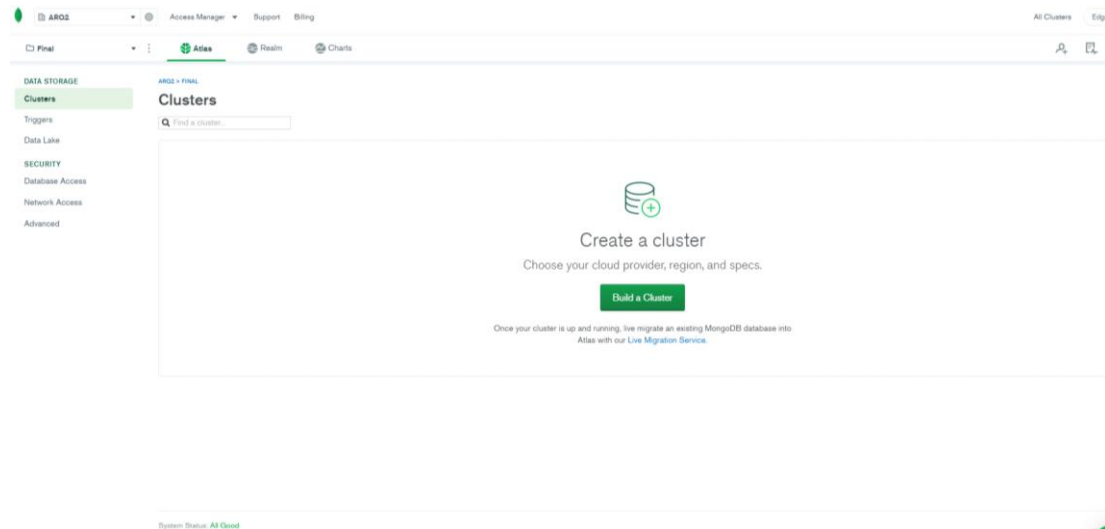 ARQ2
Access Manager
Support
Billing
All Clusters
Final
Atlas
Realm
Charts
DATA STORAGE
Clusters
Triggers
Data Lake
SECURITY
Database Access
Network Access
Advanced
ARQ2 > FINAL
Clusters
Find a cluster...
Create a cluster
Choose your cloud provider, region, and specs.
Build a Cluster
Once your cluster is up and running, live migrate an existing MongoDB database into
Atlas with our Live Migration Service.
System Status: All Good